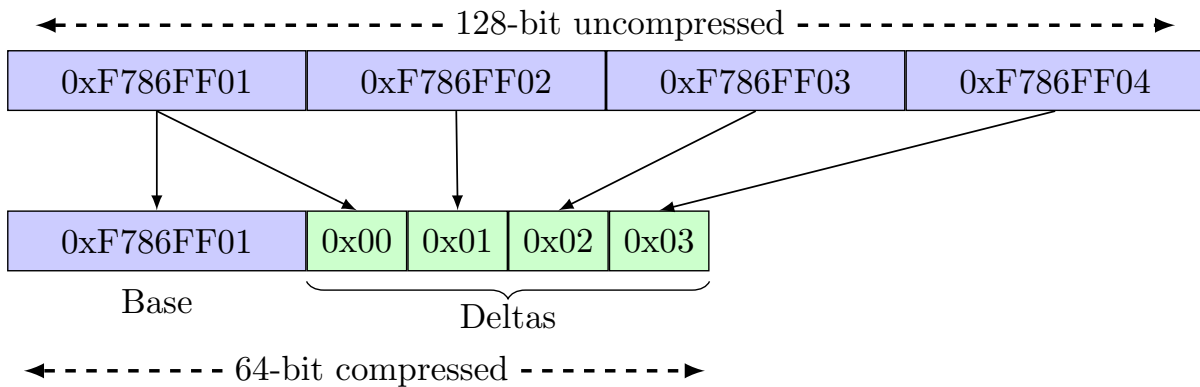 128-bit uncompressed
0xF786FF01 0xF786FF02 0xF786FF03 0xF786FF04
0xF786FF01 0x00 0x01 0x02 0x03
Base
Deltas
64-bit compressed